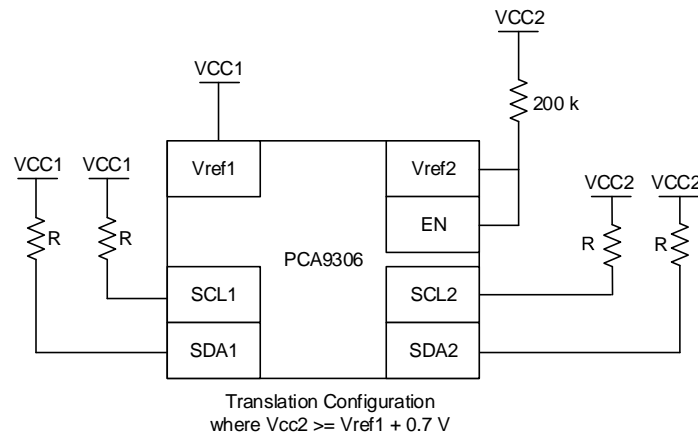 VCC2
VCC1
200 k
VCC1 VCC1
Vref1
Vref2
VCC2 VCC2
EN
R
R
R
R
PCA9306
SCL1
SCL2
SDA1
SDA2
Translation Configuration
where Vcc2 >= Vref1 + 0.7 V